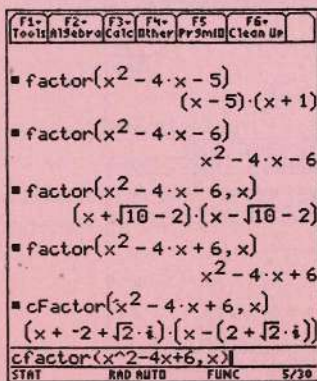 F1▾ F2▾ F3▾ F4▾ F5 F6▾
Tools Algebra Calc Other PrgmIO Clean Up
▪ factor(x² − 4·x − 5)
(x − 5)·(x + 1)
▪ factor(x² − 4·x − 6)
x² − 4·x − 6
▪ factor(x² − 4·x − 6, x)
(x + √10 − 2)·(x − √10 − 2)
▪ factor(x² − 4·x + 6, x)
x² − 4·x + 6
▪ cFactor(x² − 4·x + 6, x)
(x + -2 + √2·i)·(x − (2 + √2·i))
cfactor(x^2-4x+6,x)
STAT RAD AUTO FUNC 5/30